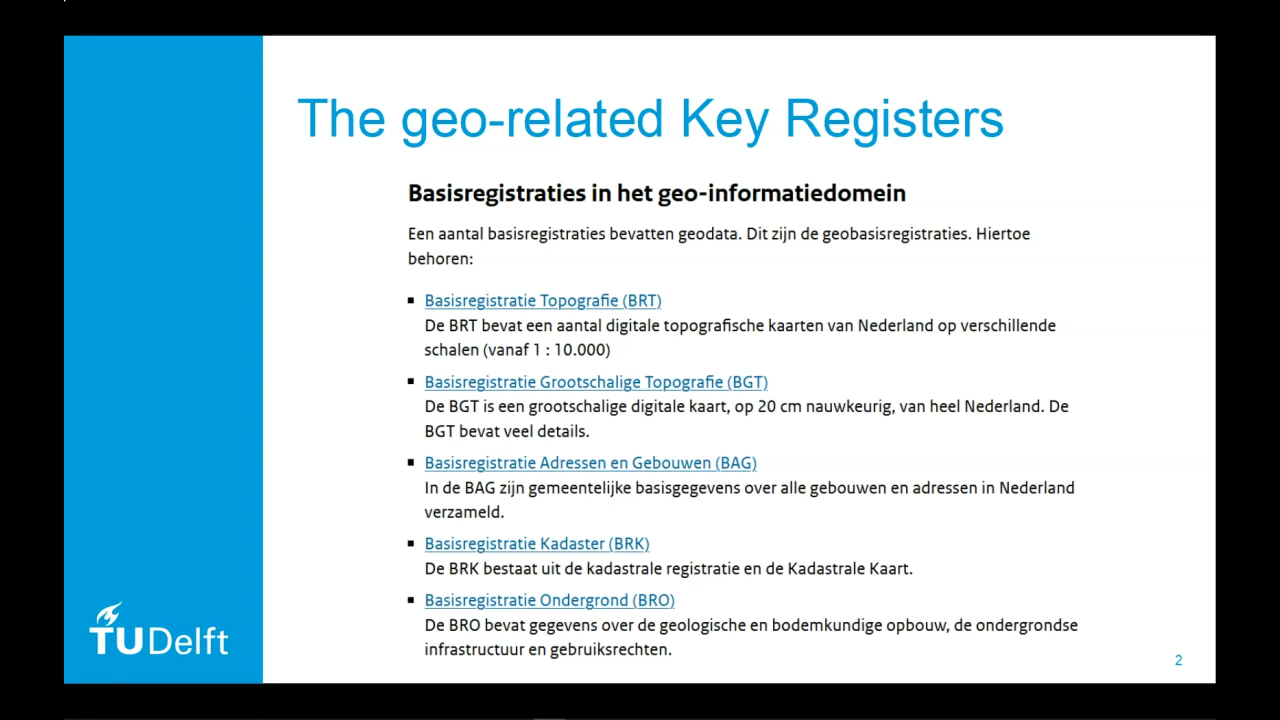 The geo-related Key Registers
Basisregistraties in het geo-informatiedomein
Een aantal basisregistraties bevatten geodata. Dit zijn de geobasisregistraties. Hiertoe
behoren:
▪ Basisregistratie Topografie (BRT)
De BRT bevat een aantal digitale topografische kaarten van Nederland op verschillende
schalen (vanaf 1 : 10.000)
▪ Basisregistratie Grootschalige Topografie (BGT)
De BGT is een grootschalige digitale kaart, op 20 cm nauwkeurig, van heel Nederland. De
BGT bevat veel details.
▪ Basisregistratie Adressen en Gebouwen (BAG)
In de BAG zijn gemeentelijke basisgegevens over alle gebouwen en adressen in Nederland
verzameld.
▪ Basisregistratie Kadaster (BRK)
De BRK bestaat uit de kadastrale registratie en de Kadastrale Kaart.
▪ Basisregistratie Ondergrond (BRO)
De BRO bevat gegevens over de geologische en bodemkundige opbouw, de ondergrondse
infrastructuur en gebruiksrechten.
TU Delft
2